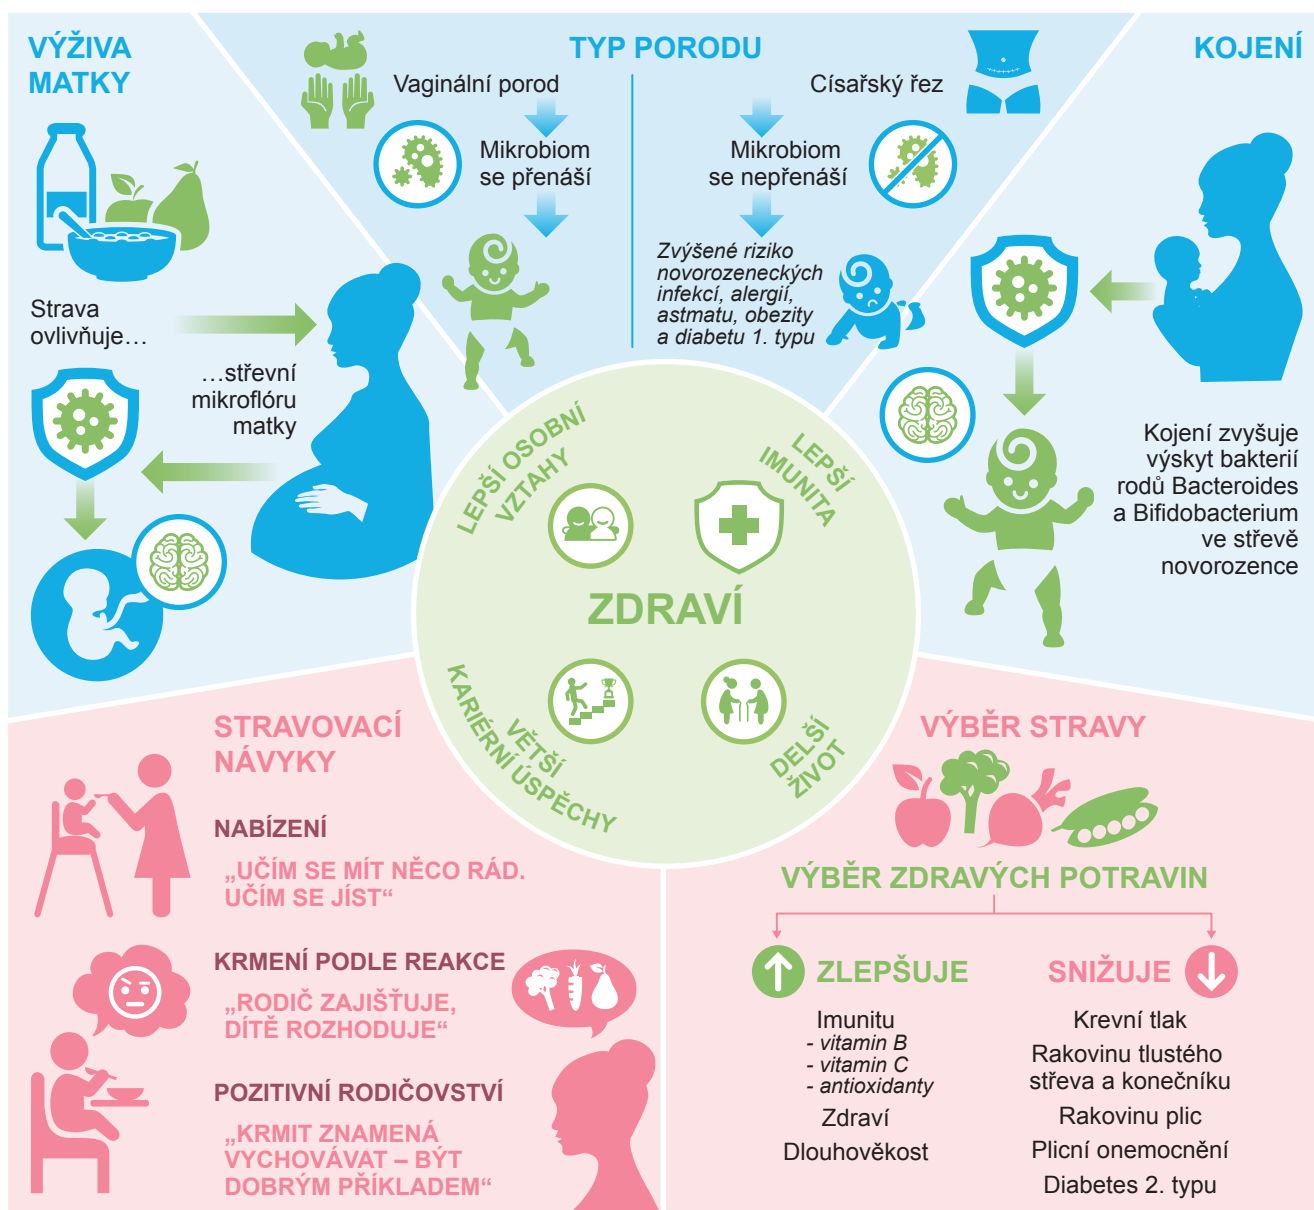 VÝŽIVA
MATKY
Strava
ovlivňuje…
…střevní
mikroflóru
matky
TYP PORODU
Vaginální porod
Mikrobiom
se přenáší
Císařský řez
Mikrobiom
se nepřenáší
Zvýšené riziko
novorozeneckých
infekcí, alergií,
astmatu, obezity
a diabetu 1. typu
KOJENÍ
Kojení zvyšuje
výskyt bakterií
rodů Bacteroides
a Bifidobacterium
ve střevě
novorozence
LEPŠÍ OSOBNÍ
VZTAHY
LEPŠÍ
IMUNITA
ZDRAVÍ
VĚTŠÍ
KARIÉRNÍ ÚSPĚCHY
DELŠÍ
ŽIVOT
STRAVOVACÍ
NÁVYKY
NABÍZENÍ
„UČÍM SE MÍT NĚCO RÁD.
UČÍM SE JÍST“
KRMENÍ PODLE REAKCE
„RODIČ ZAJIŠŤUJE,
DÍTĚ ROZHODUJE“
POZITIVNÍ RODIČOVSTVÍ
„KRMIT ZNAMENÁ
VYCHOVÁVAT – BÝT
DOBRÝM PŘÍKLADEM“
VÝBĚR STRAVY
VÝBĚR ZDRAVÝCH POTRAVIN
ZLEPŠUJE
Imunitu
- vitamin B
- vitamin C
- antioxidanty
Zdraví
Dlouhověkost
SNIŽUJE
Krevní tlak
Rakovinu tlustého
střeva a konečníku
Rakovinu plic
Plicní onemocnění
Diabetes 2. typu